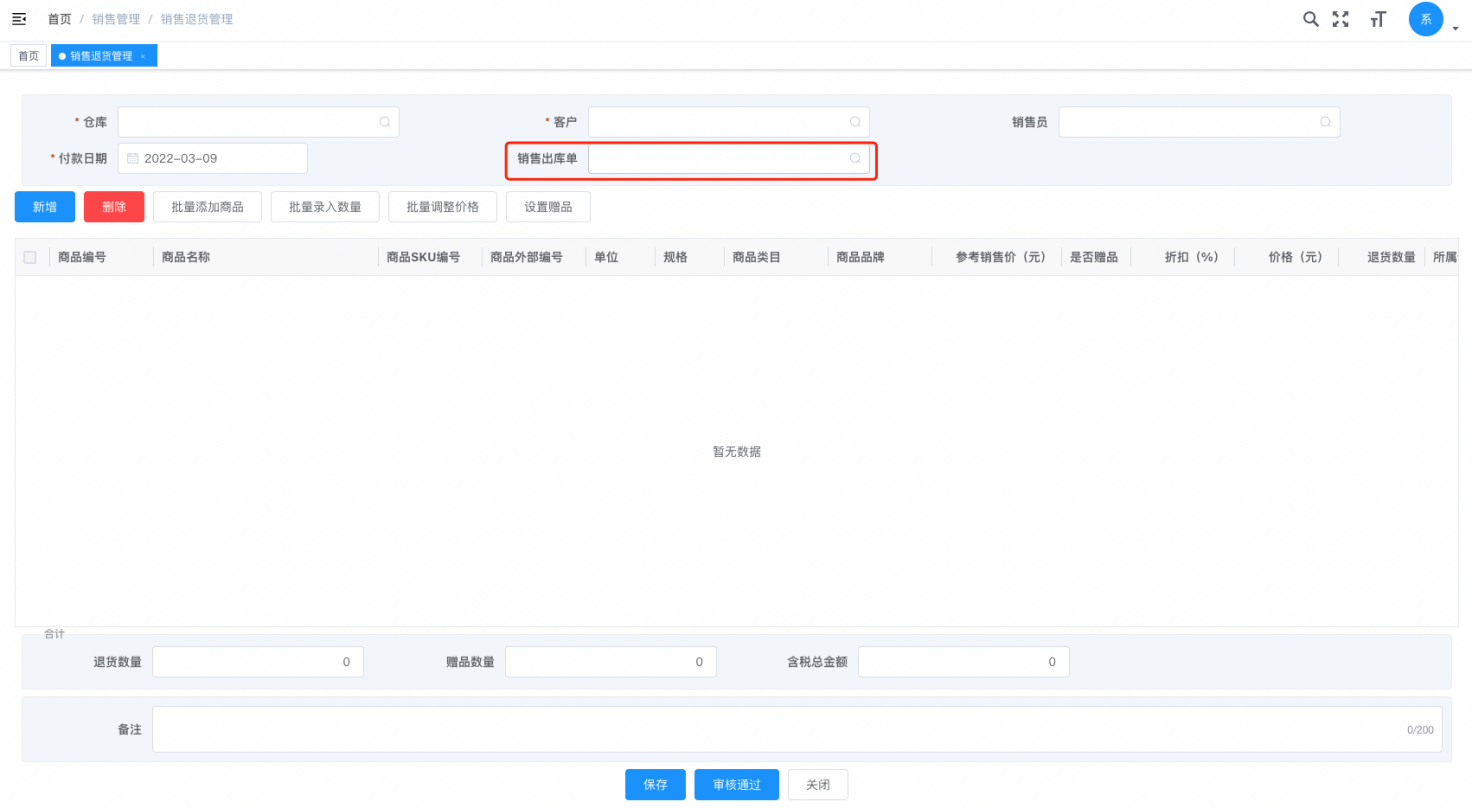 首页 / 销售管理 / 销售退货管理 系
首页 销售退货管理 ×
* 仓库 * 客户 销售员
* 付款日期 2022-03-09 销售出库单
新增 删除 批量添加商品 批量录入数量 批量调整价格 设置赠品
商品编号 商品名称 商品SKU编号 商品外部编号 单位 规格 商品类目 商品品牌 参考销售价（元） 是否赠品 折扣（%） 价格（元） 退货数量 所属
暂无数据
合计
退货数量 0 赠品数量 0 含税总金额 0
备注 0/200
保存 审核通过 关闭